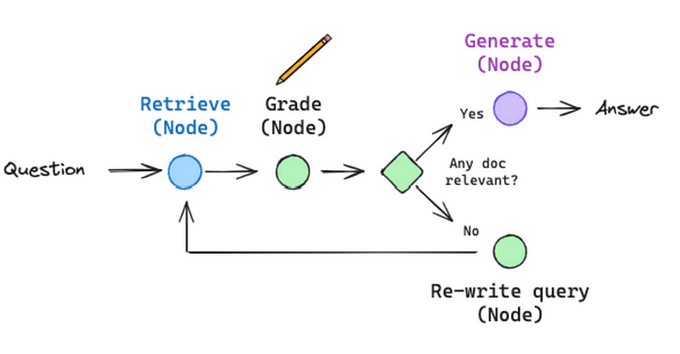 Generate
(Node)
Retrieve
(Node)
Grade
(Node)
Yes
Answer
Question
Any doc
relevant?
No
Re-write query
(Node)